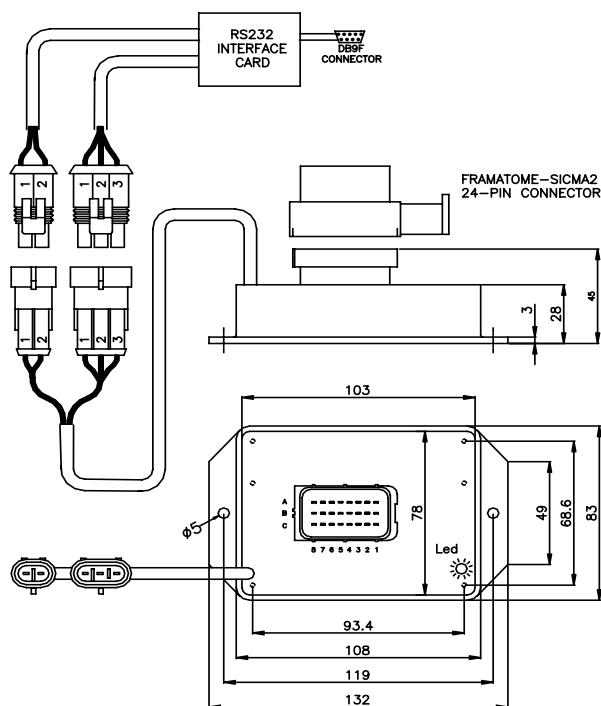 RS232
INTERFACE
CARD
DB9F
CONNECTOR
1 2
1 2 3
FRAMATOME-SICMA2
24-PIN CONNECTOR
1 2
1 2 3
3
28
45
103
A
B
C
8 7 6 5 4 3 2 1
78
49
68.6
83
ø5
Led
93.4
108
119
132